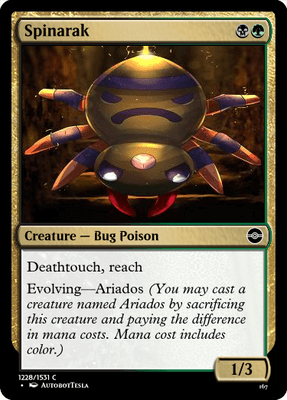 Spinarak
Creature — Bug Poison
Deathtouch, reach
Evolving—Ariados (You may cast a
creature named Ariados by sacrificing
this creature and paying the difference
in mana costs. Mana cost includes
color.)
1/3
1228/1531 C
• AutobotTesla
167